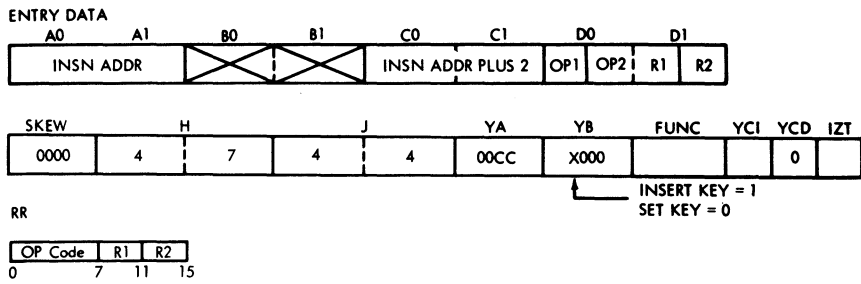 ENTRY DATA
A0 A1 B0 B1 C0 C1 D0 D1
INSN ADDR INSN ADDR PLUS 2 OP1 OP2 R1 R2
SKEW H J YA YB FUNC YCI YCD IZT
0000 4 7 4 4 00CC X000 0
INSERT KEY = 1
SET KEY = 0
RR
OP Code R1 R2
0 7 11 15